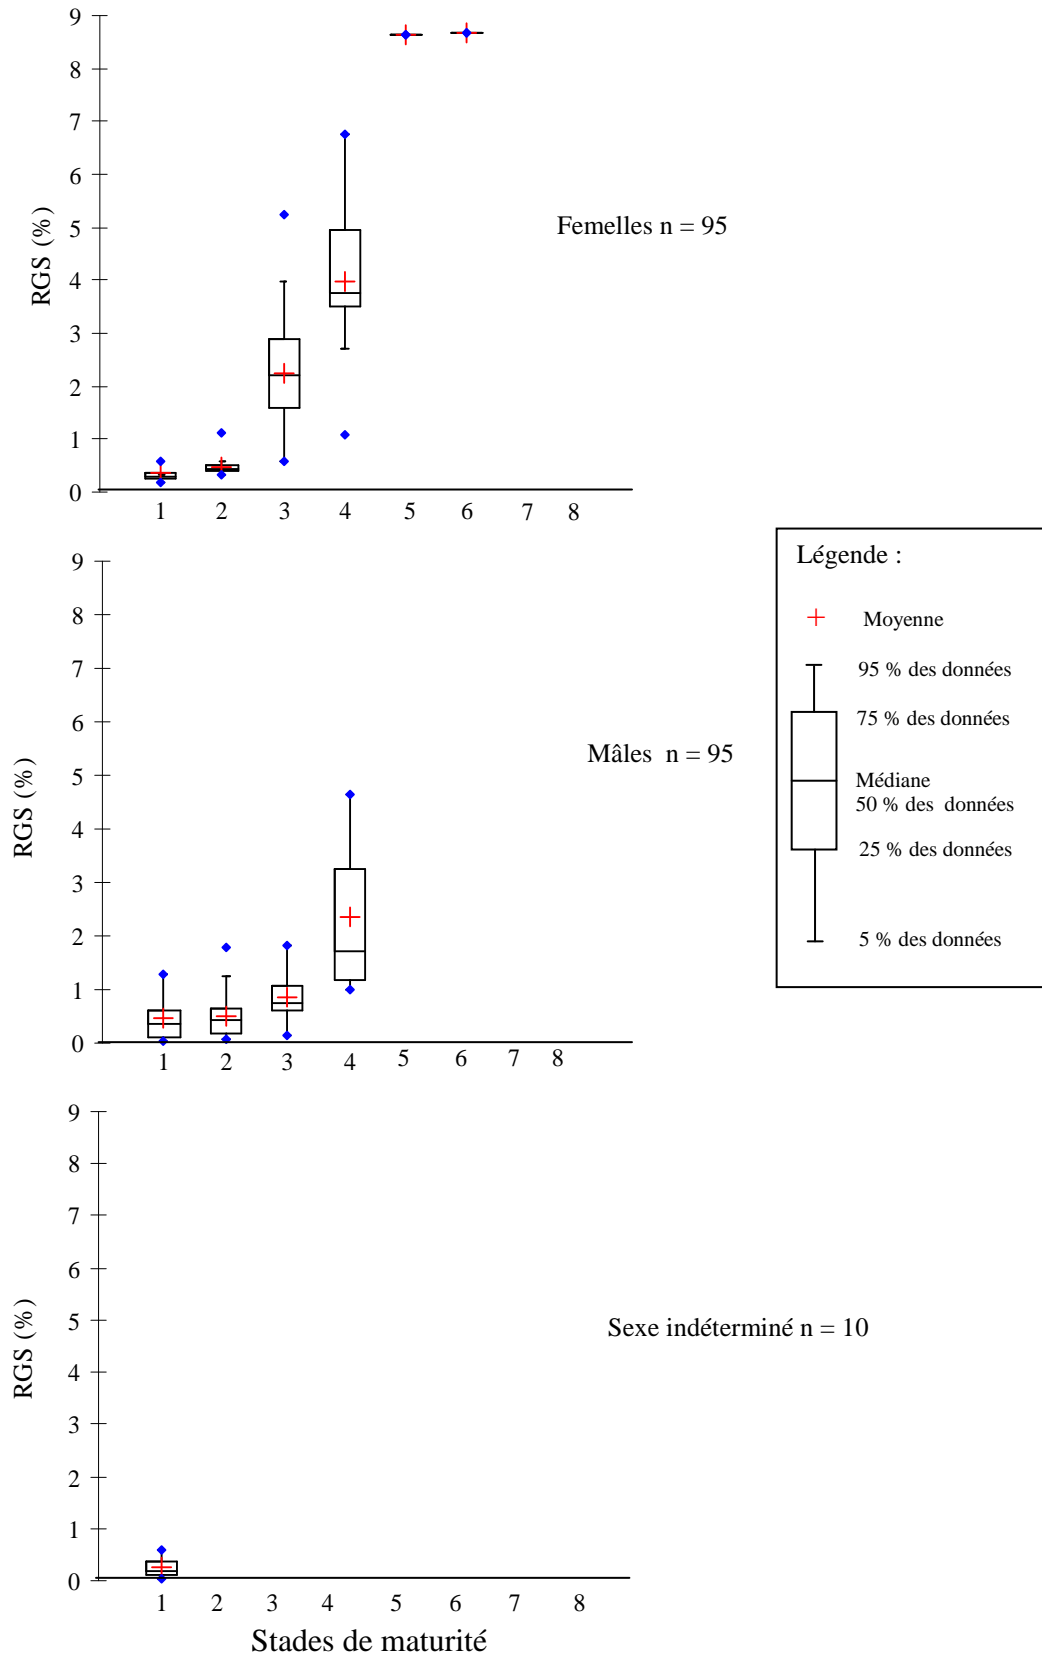 9
8
7
6
5
4
3
2
1
0
RGS (%)
Femelles n = 95
1 2 3 4 5 6 7 8
9
8
7
6
5
4
3
2
1
0
RGS (%)
Mâles n = 95
1 2 3 4 5 6 7 8
Légende :
Moyenne
95 % des données
75 % des données
Médiane
50 % des données
25 % des données
5 % des données
9
8
7
6
5
4
3
2
1
0
RGS (%)
Sexe indéterminé n = 10
1 2 3 4 5 6 7 8
Stades de maturité